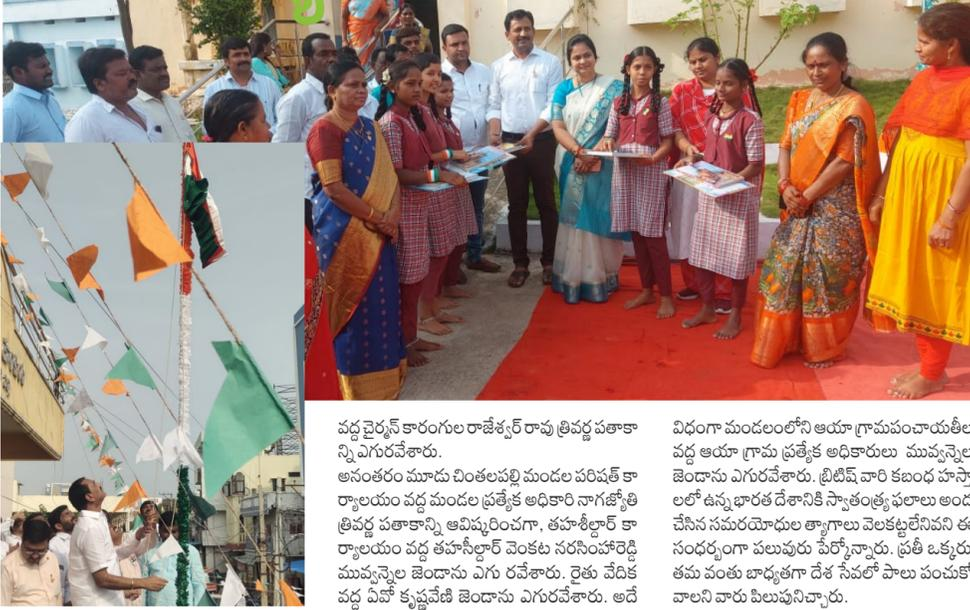 వద్ద చైర్మన్ కారంగుల రాజేశ్వర్ రావు త్రివర్ణ పతాకా
న్ని ఎగురవేశారు.
అనంతరం మూడు చింతలపల్లి మండల పరిషత్ కా
ర్యాలయం వద్ద మండల ప్రత్యేక అధికారి నాగజ్యోతి
త్రివర్ణ పతాకాన్ని ఆవిష్కరించగా, తహశీల్దార్ కా
ర్యాలయం వద్ద తహసీల్దార్ వెంకట నరసింహారెడ్డి
మువ్వన్నెల జెండాను ఎగు రవేశారు. రైతు వేదిక
వద్ద ఏవో కృష్ణవేణి జెండాను ఎగురవేశారు. అదే
విధంగా మండలంలోని ఆయా గ్రామపంచాయతీల
వద్ద ఆయా గ్రామ ప్రత్యేక అధికారులు మువ్వన్నెల
జెండాను ఎగురవేశారు. బ్రిటిష్ వారి కబంధ హస్తా
లలో ఉన్న భారత దేశానికి స్వాతంత్ర్య ఫలాలు అంద
చేసిన సమరయోధుల త్యాగాలు వెలకట్టలేనివని ఈ
సంధర్బంగా పలువురు పేర్కోన్నారు. ప్రతీ ఒక్కరు
తమ వంతు బాధ్యతగా దేశ సేవలో పాలు పంచుకో
వాలని వారు పిలుపునిచ్చారు.